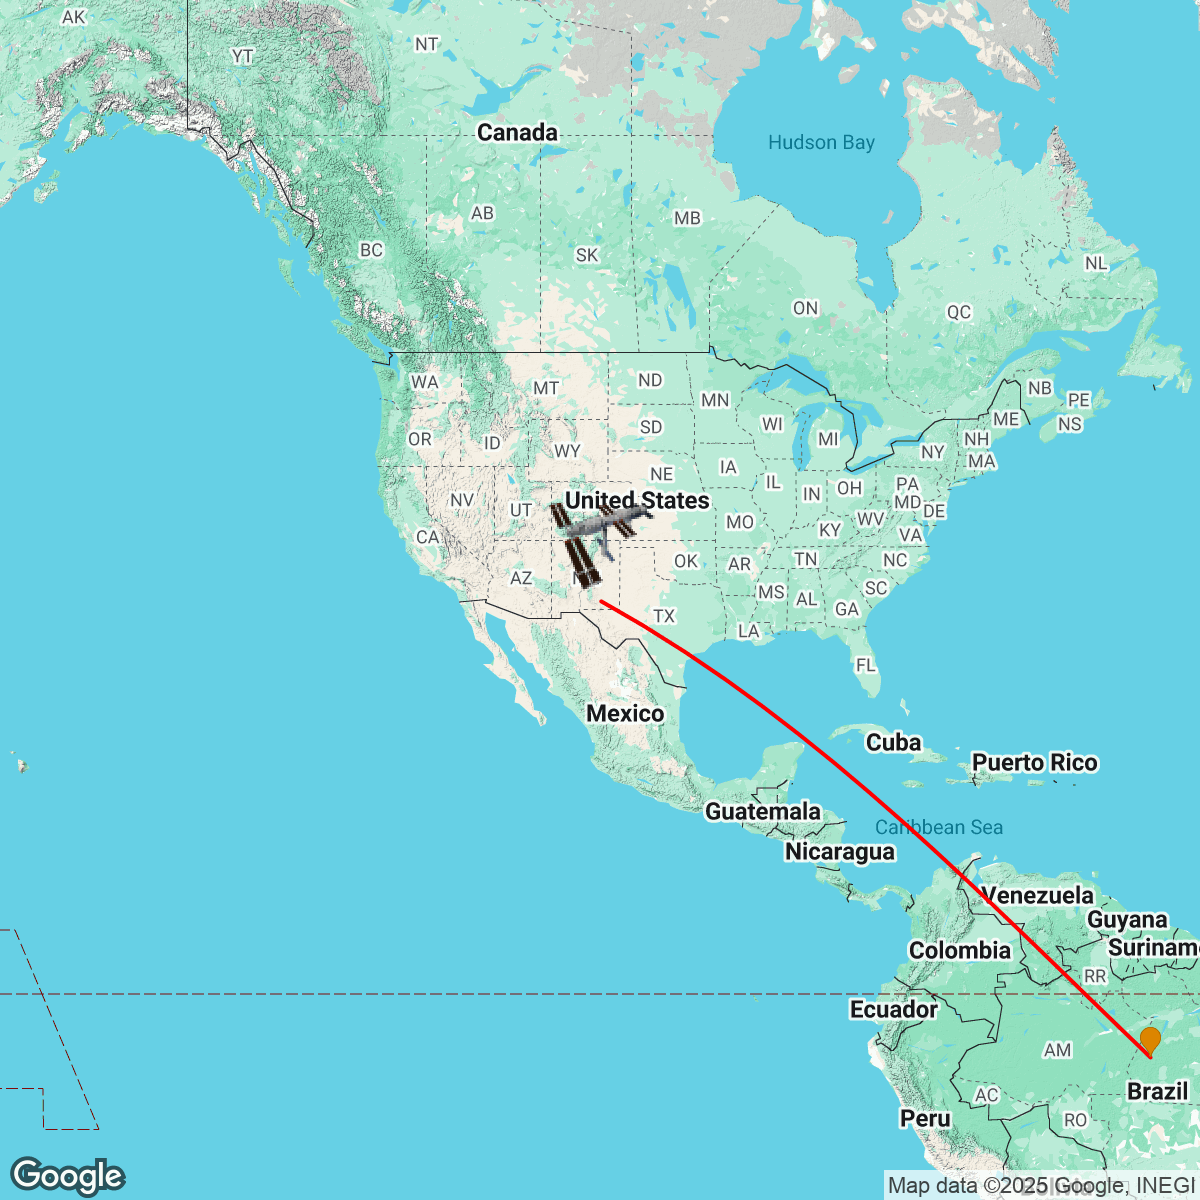 AK
YT
NT
Canada
Hudson Bay
AB
MB
BC
SK
NL
ON
QC
WA
MT
ND
MN
NB
PE
OR
ID
SD
WI
MI
ME
NS
NH
WY
NY
MA
IA
NE
IL
OH
PA
NV
UT
United States
IN
MD
DE
MO
WV
KY
VA
CA
OK
AR
TN
NC
AZ
MS
AL
SC
GA
TX
LA
FL
Mexico
Cuba
Puerto Rico
Guatemala
Caribbean Sea
Nicaragua
Venezuela
Guyana
Colombia
Suriname
RR
Ecuador
AM
Brazil
AC
Peru
RO
Google
Map data ©2025 Google, INEGI